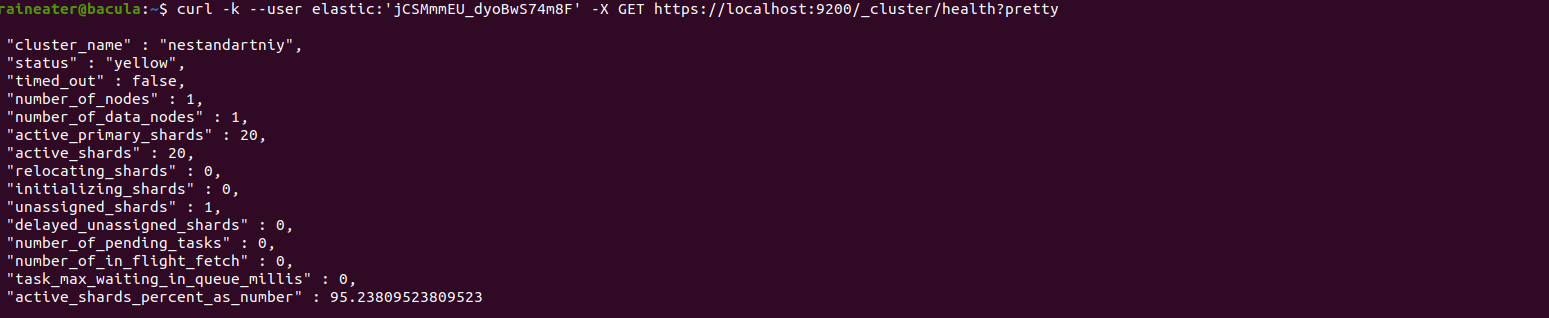 raineater@bacula:~$ curl -k --user elastic:'jCSMmmEU_dyoBwS74m8F' -X GET https://localhost:9200/_cluster/health?pretty
"cluster_name" : "nestandartniy",
"status" : "yellow",
"timed_out" : false,
"number_of_nodes" : 1,
"number_of_data_nodes" : 1,
"active_primary_shards" : 20,
"active_shards" : 20,
"relocating_shards" : 0,
"initializing_shards" : 0,
"unassigned_shards" : 1,
"delayed_unassigned_shards" : 0,
"number_of_pending_tasks" : 0,
"number_of_in_flight_fetch" : 0,
"task_max_waiting_in_queue_millis" : 0,
"active_shards_percent_as_number" : 95.23809523809523